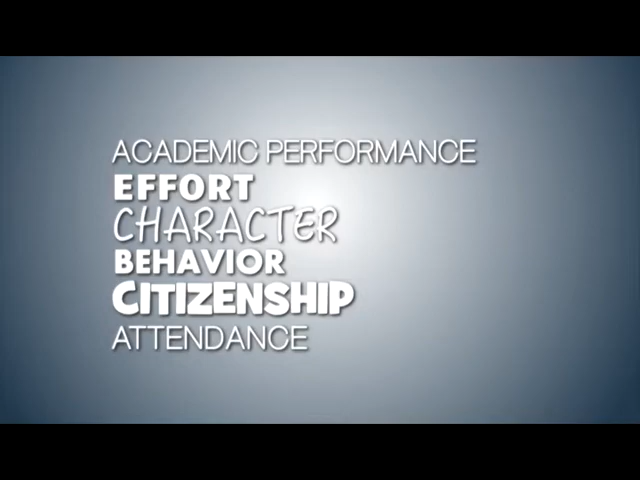 ACADEMIC PERFORMANCE
EFFORT
CHARACTER
BEHAVIOR
CITIZENSHIP
ATTENDANCE